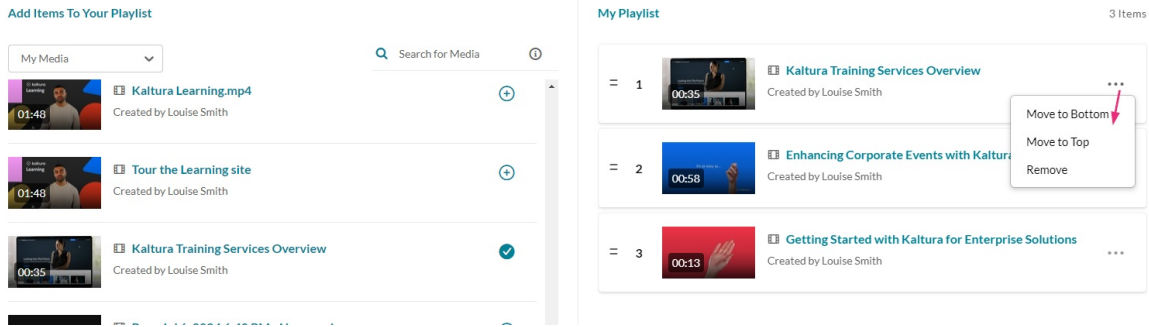 Add Items To Your Playlist
My Media
Search for Media
01:48
Kaltura Learning.mp4
Created by Louise Smith
01:48
Tour the Learning site
Created by Louise Smith
00:35
Kaltura Training Services Overview
Created by Louise Smith
My Playlist
3 Items
1
00:35
Kaltura Training Services Overview
Created by Louise Smith
Move to Bottom
Move to Top
Remove
2
00:58
Enhancing Corporate Events with Kaltura
Created by Louise Smith
3
00:13
Getting Started with Kaltura for Enterprise Solutions
Created by Louise Smith